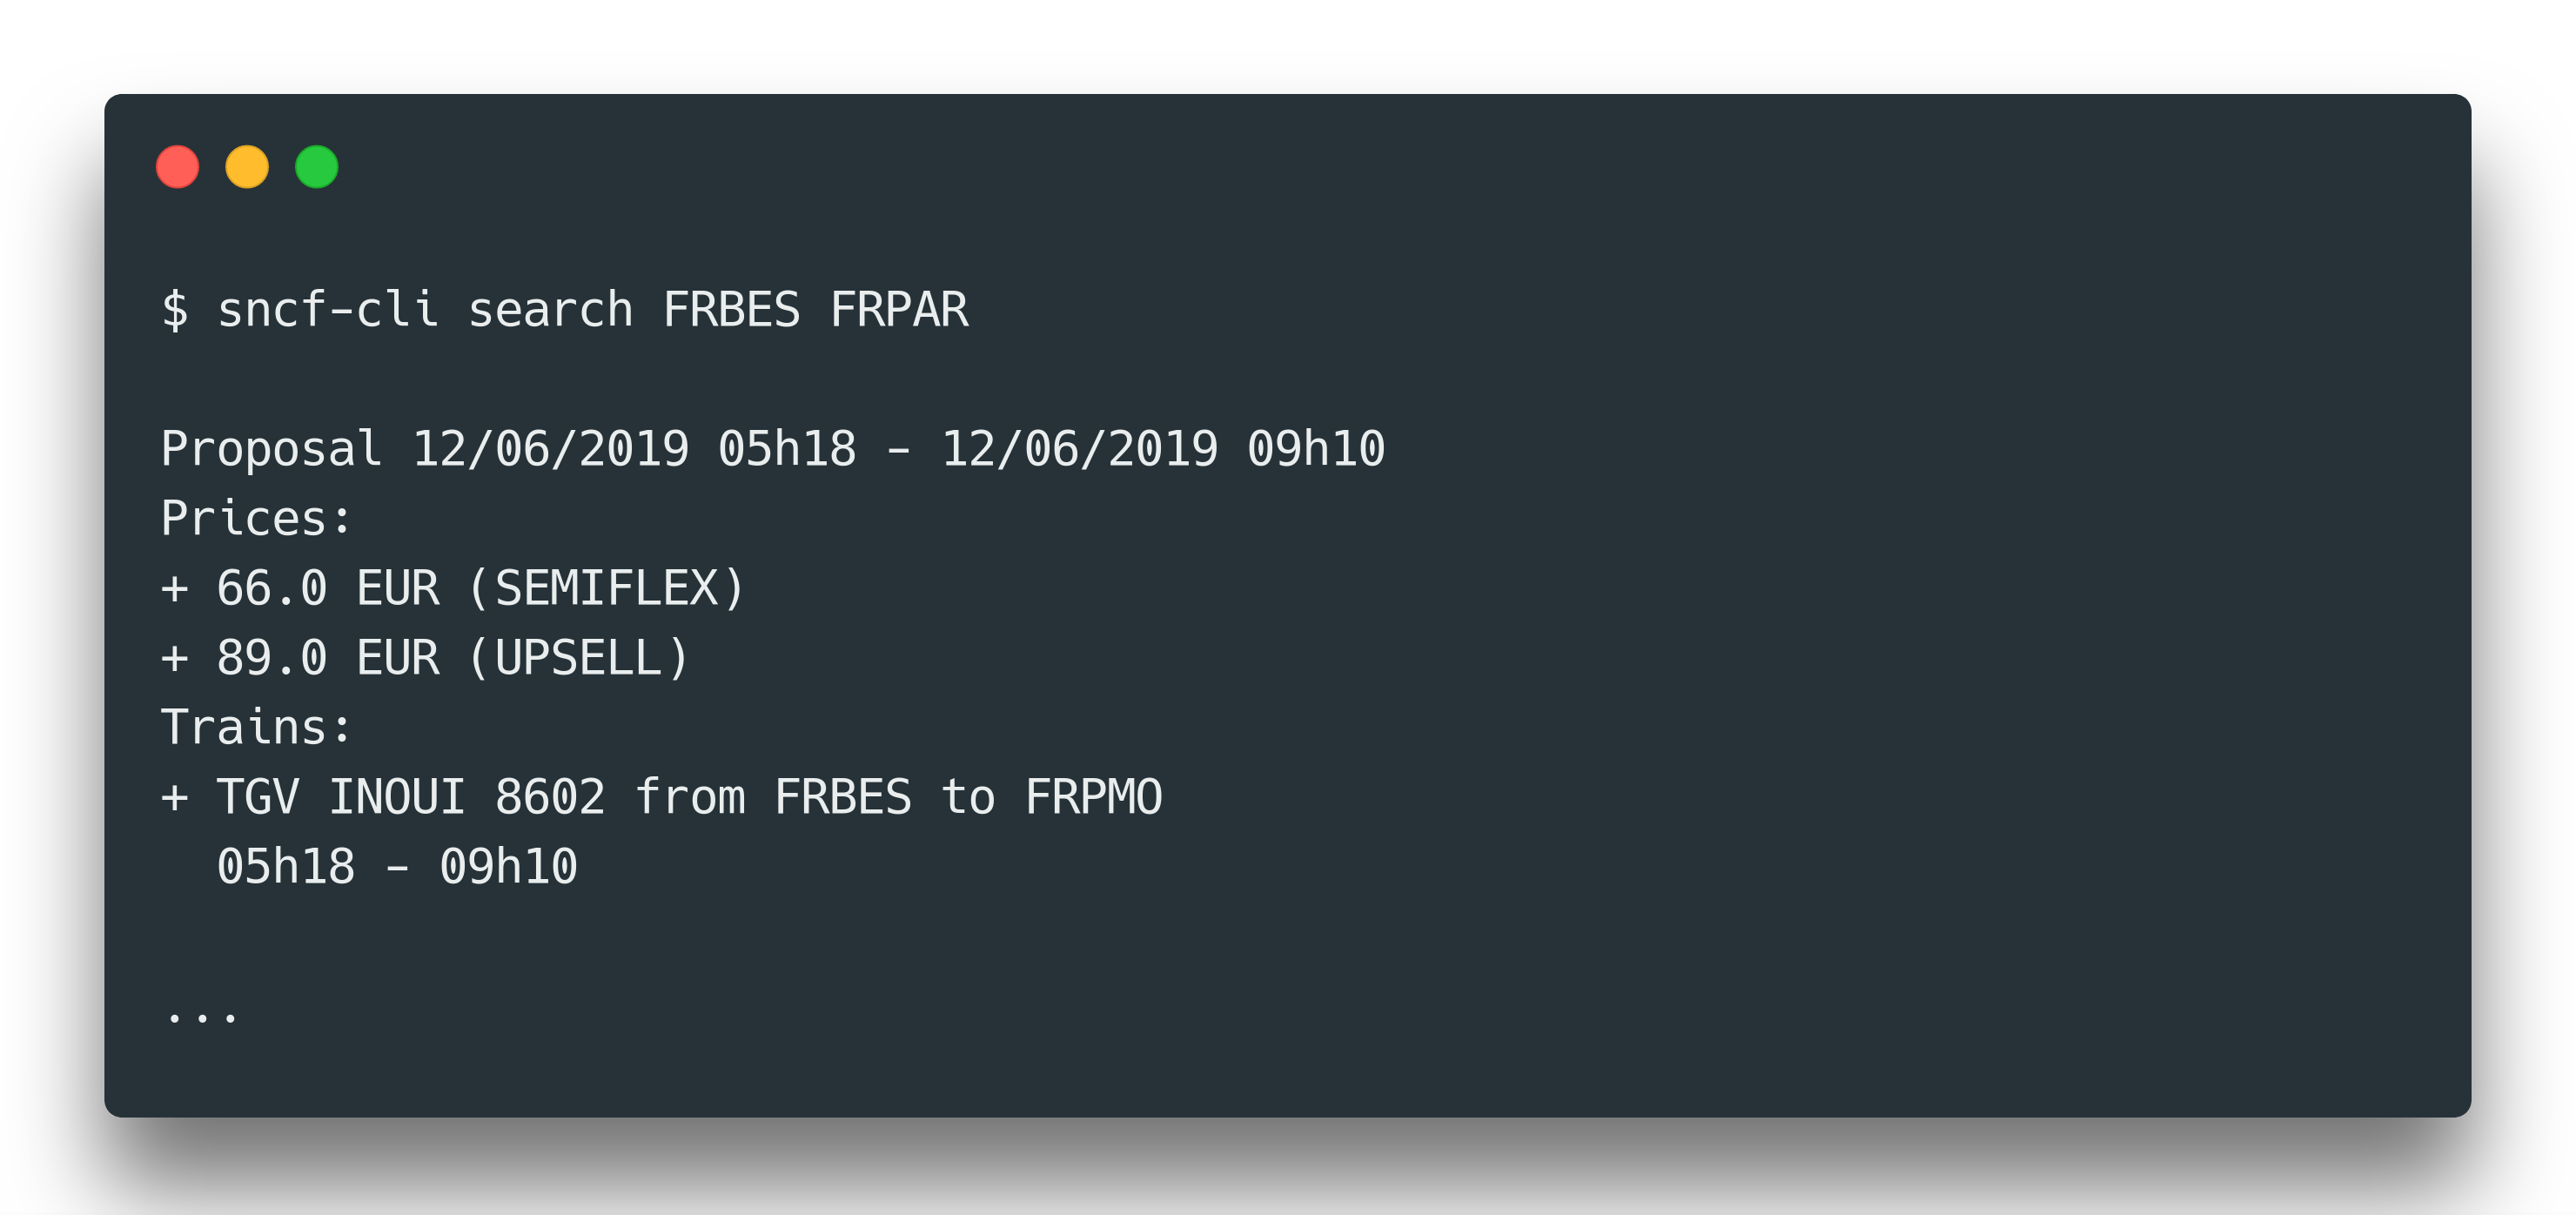 $ sncf-cli search FRBES FRPAR
Proposal 12/06/2019 05h18 - 12/06/2019 09h10
Prices:
+ 66.0 EUR (SEMIFLEX)
+ 89.0 EUR (UPSELL)
Trains:
+ TGV INOUI 8602 from FRBES to FRPMO
05h18 - 09h10
...